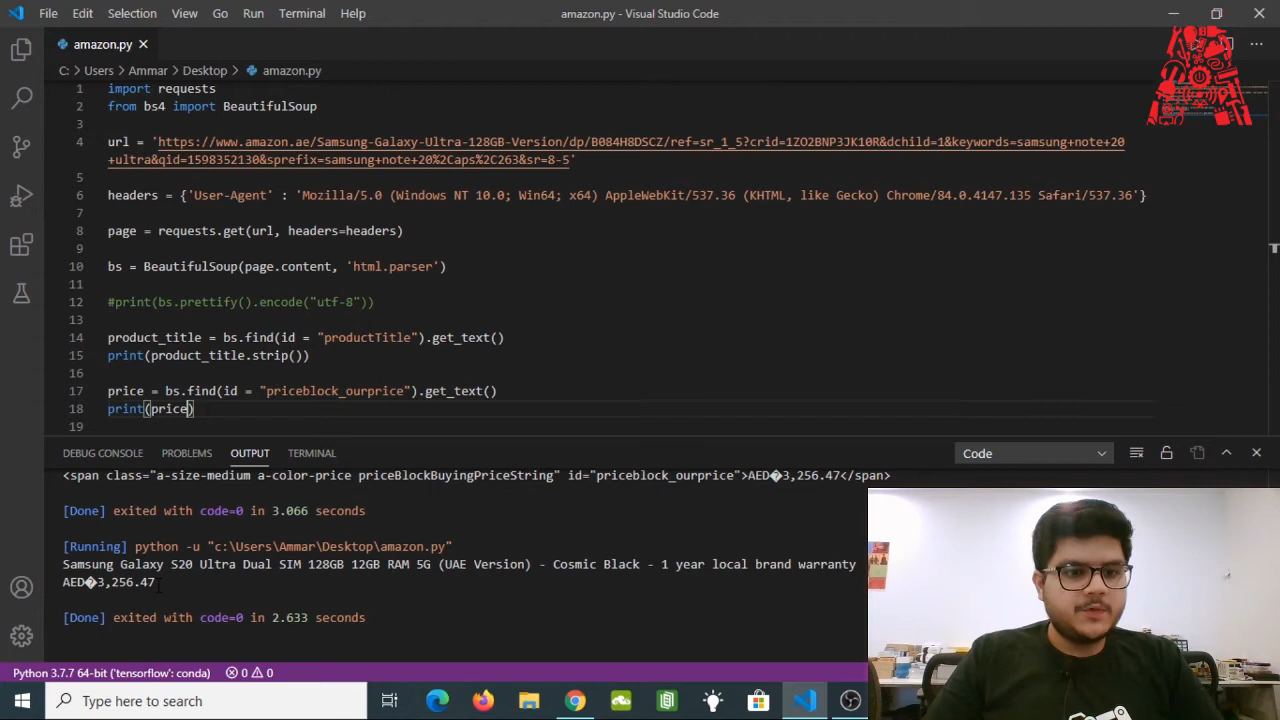 File Edit Selection View Go Run Terminal Help amazon.py - Visual Studio Code
amazon.py
C: > Users > Ammar > Desktop > amazon.py
1 import requests
2 from bs4 import BeautifulSoup
3
4 url = 'https://www.amazon.ae/Samsung-Galaxy-Ultra-128GB-Version/dp/B084H8DSCZ/ref=sr_1_5?crid=1ZO2BNP3JK10R&dchild=1&keywords=samsung+note+20
+ultra&qid=1598352130&sprefix=samsung+note+20%2Caps%2C263&sr=8-5'
5
6 headers = {'User-Agent' : 'Mozilla/5.0 (Windows NT 10.0; Win64; x64) AppleWebKit/537.36 (KHTML, like Gecko) Chrome/84.0.4147.135 Safari/537.36'}
7
8 page = requests.get(url, headers=headers)
9
10 bs = BeautifulSoup(page.content, 'html.parser')
11
12 #print(bs.prettify().encode("utf-8"))
13
14 product_title = bs.find(id = "productTitle").get_text()
15 print(product_title.strip())
16
17 price = bs.find(id = "priceblock_ourprice").get_text()
18 print(price)
19
DEBUG CONSOLE PROBLEMS OUTPUT TERMINAL Code
<span class="a-size-medium a-color-price priceBlockBuyingPriceString" id="priceblock_ourprice">AED�3,256.47</span>
[Done] exited with code=0 in 3.066 seconds
[Running] python -u "c:\Users\Ammar\Desktop\amazon.py"
Samsung Galaxy S20 Ultra Dual SIM 128GB 12GB RAM 5G (UAE Version) - Cosmic Black - 1 year local brand warranty
AED�3,256.47
[Done] exited with code=0 in 2.633 seconds
Python 3.7.7 64-bit ('tensorflow': conda) 0 0
Type here to search